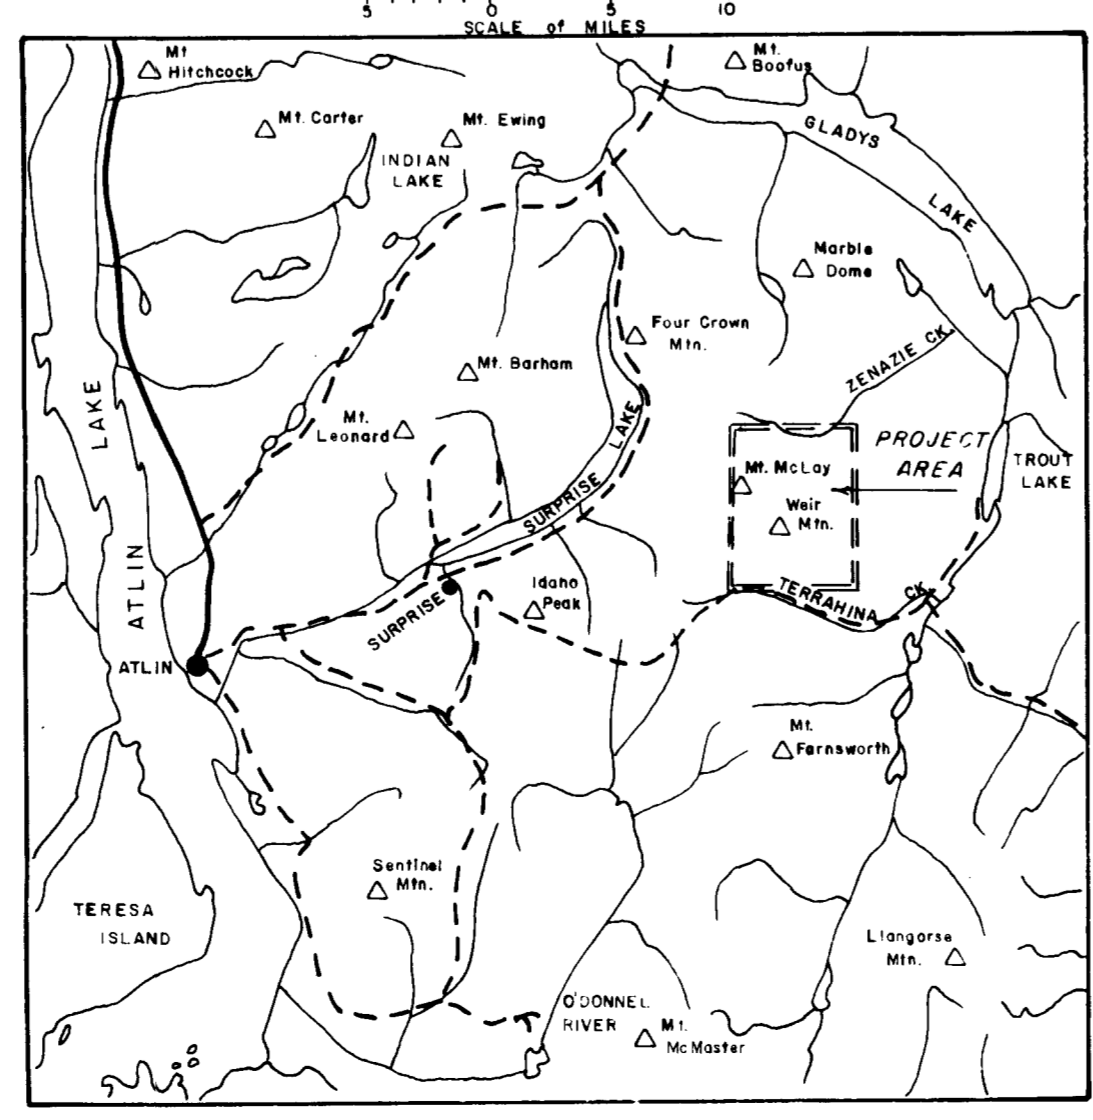 5 0 5 10
SCALE of MILES
Mt
Hitchcock
Mt. Carter
Mt. Ewing
INDIAN
LAKE
Mt.
Boofus
GLADYS
LAKE
Marble
Dome
Four Crown
Mtn.
ZENAZIE CK.
Mt. Barham
Mt.
Leonard
SURPRISE LAKE
PROJECT
AREA
Mt. McLay
Weir
Mtn.
TROUT
LAKE
ATLIN LAKE
Idaho
Peak
TERRAHINA CK.
SURPRISE
ATLIN
Mt.
Farnsworth
Sentinel
Mtn.
TERESA
ISLAND
Llangorse
Mtn.
O'DONNEL
RIVER
Mt.
McMaster